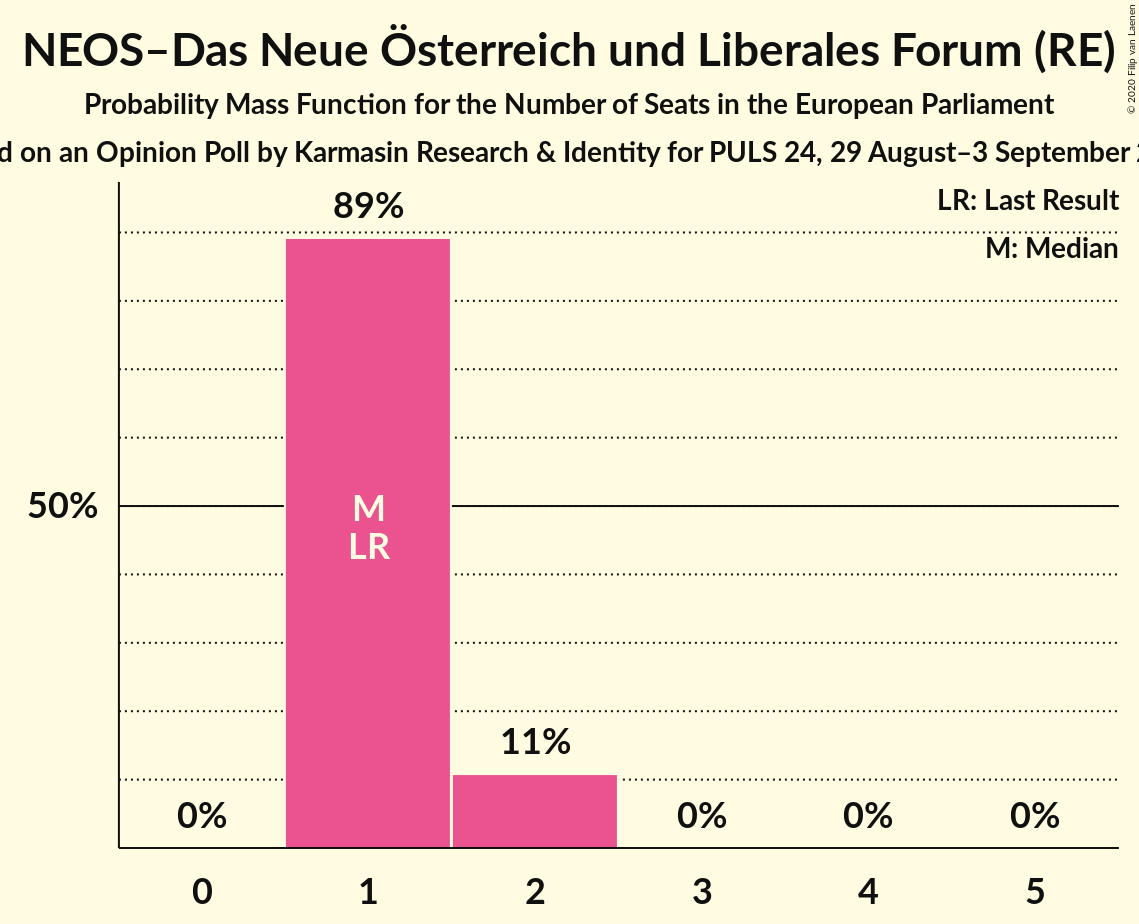 NEOS–Das Neue Österreich und Liberales Forum (RE)
Probability Mass Function for the Number of Seats in the European Parliament
on an Opinion Poll by Karmasin Research & Identity for PULS 24, 29 August–3 September
© 2020 Filip van Laenen
LR: Last Result
M: Median
89%
50%
M
LR
11%
0%
0%
0%
0%
0 1 2 3 4 5